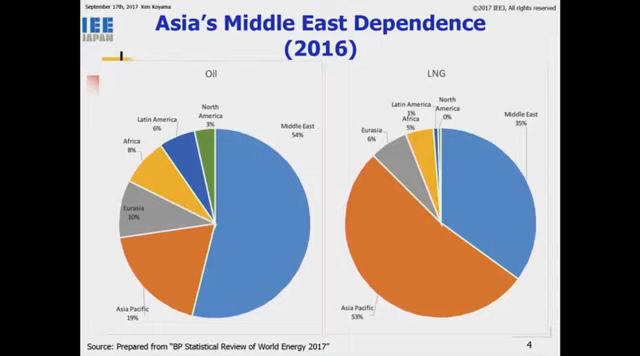 September 17th, 2017 Ken Koyama
©2017 IEEJ, All rights reserved
IEE
JAPAN
Asia's Middle East Dependence
(2016)
Oil
North
America
3%
Latin America
6%
Africa
8%
Eurasia
10%
Asia Pacific
19%
Middle East
54%
LNG
North
America
0%
Latin America
1%
Africa
5%
Eurasia
6%
Asia Pacific
53%
Middle East
35%
Source: Prepared from "BP Statistical Review of World Energy 2017"
4